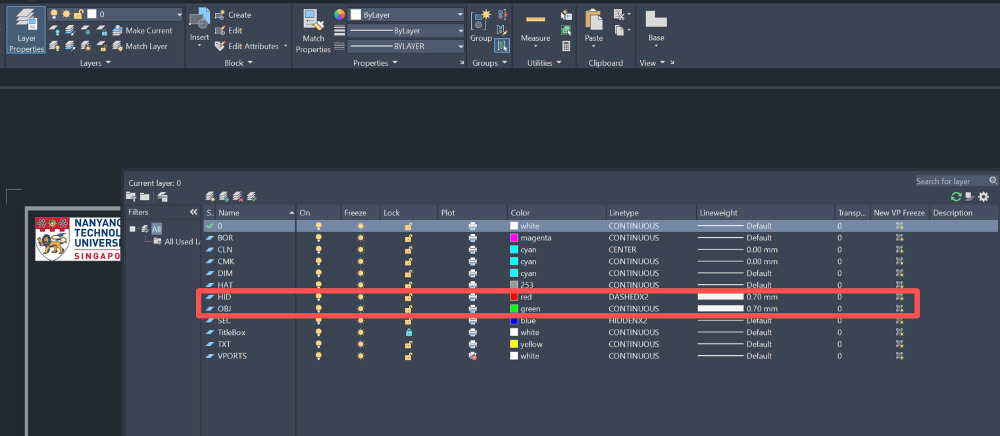 0 ByLayer
Create
Make Current Edit ByLayer
Layer Properties Match Layer Insert Edit Attributes Match Properties BYLAYER Group Measure Paste Base
Layers Block Properties Groups Utilities Clipboard View
Current layer: 0 Search for layer
Filters S.. Name On Freeze Lock Plot Color Linetype Lineweight Transp... New VP Freeze Description
All 0 white CONTINUOUS Default 0
BOR magenta CONTINUOUS Default 0
All Used La
CLN cyan CENTER 0.00 mm 0
CMK cyan CONTINUOUS 0.00 mm 0
DIM cyan CONTINUOUS Default 0
HAT 253 CONTINUOUS Default 0
HID red DASHEDX2 0.70 mm 0
OBJ green CONTINUOUS 0.70 mm 0
SEC blue HIDDENX2 Default 0
TitleBox white CONTINUOUS Default 0
TXT yellow CONTINUOUS Default 0
VPORTS white CONTINUOUS Default 0
NANYANG
TECHNOL
UNIVERS
SINGAPO